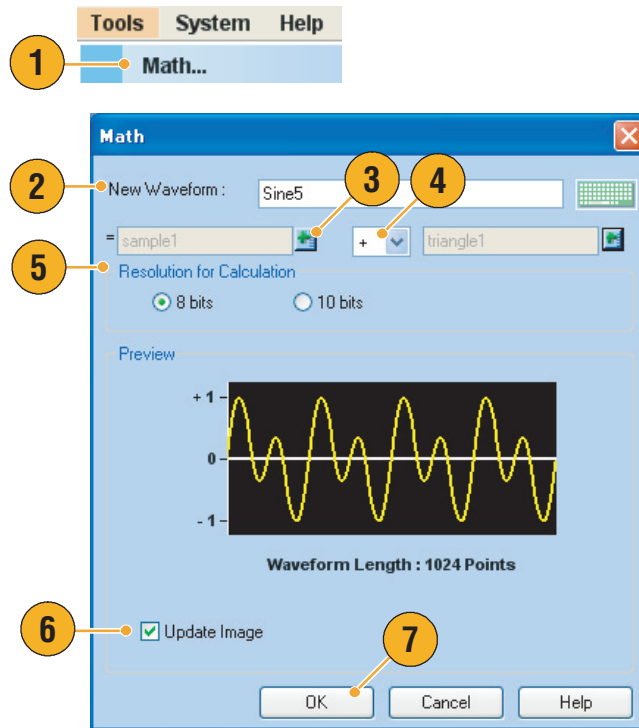 Tools System Help
1 Math...
Math
2 New Waveform : Sine5 3 4
= sample1 + triangle1
5 Resolution for Calculation
8 bits 10 bits
Preview
+ 1
0
- 1
Waveform Length : 1024 Points
6 Update Image 7
OK Cancel Help